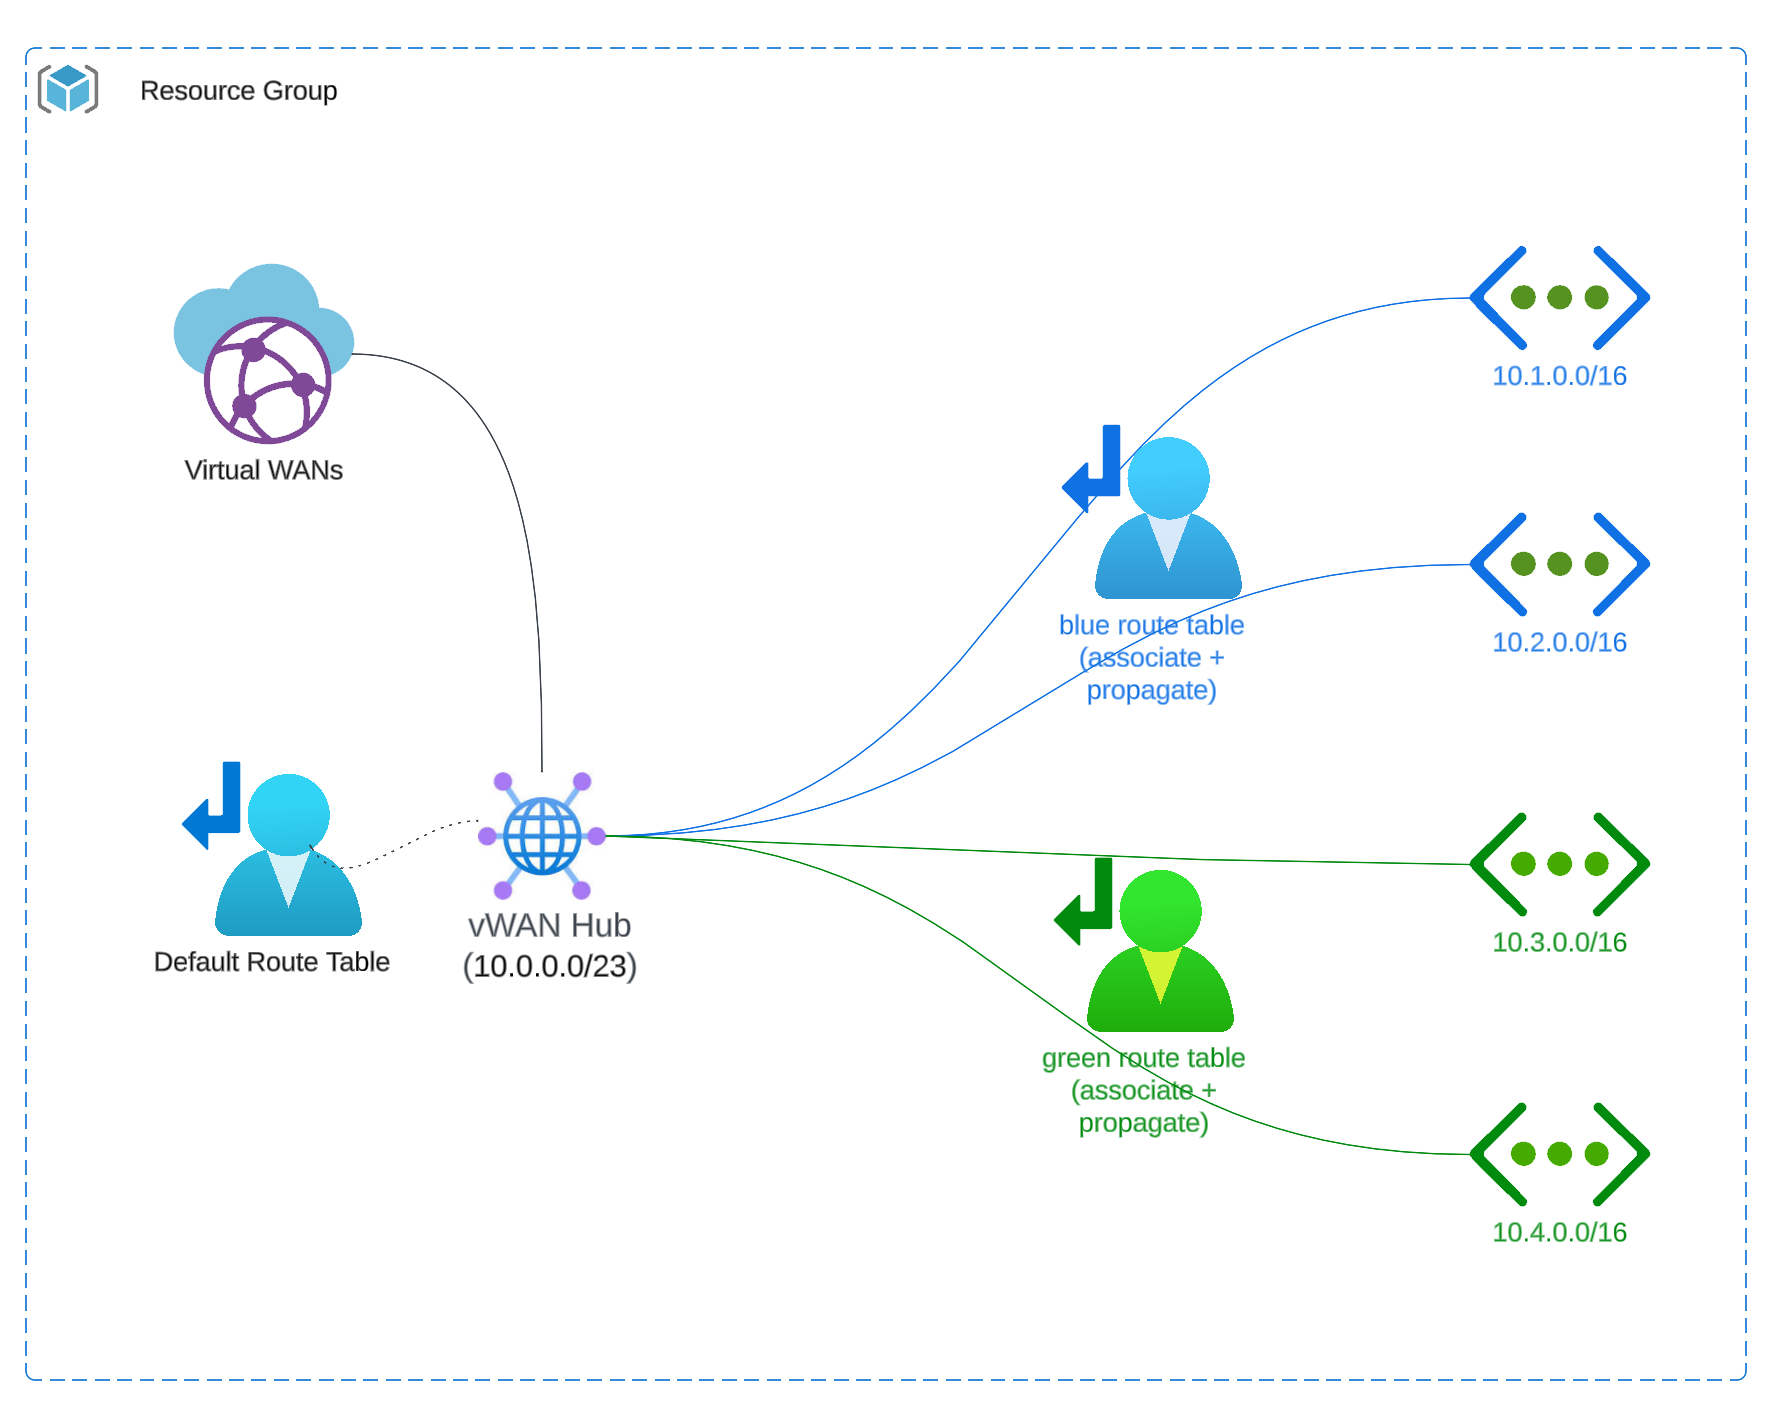 Resource Group
Virtual WANs
10.1.0.0/16
blue route table
(associate +
propagate)
10.2.0.0/16
Default Route Table
vWAN Hub
(10.0.0.0/23)
10.3.0.0/16
green route table
(associate +
propagate)
10.4.0.0/16